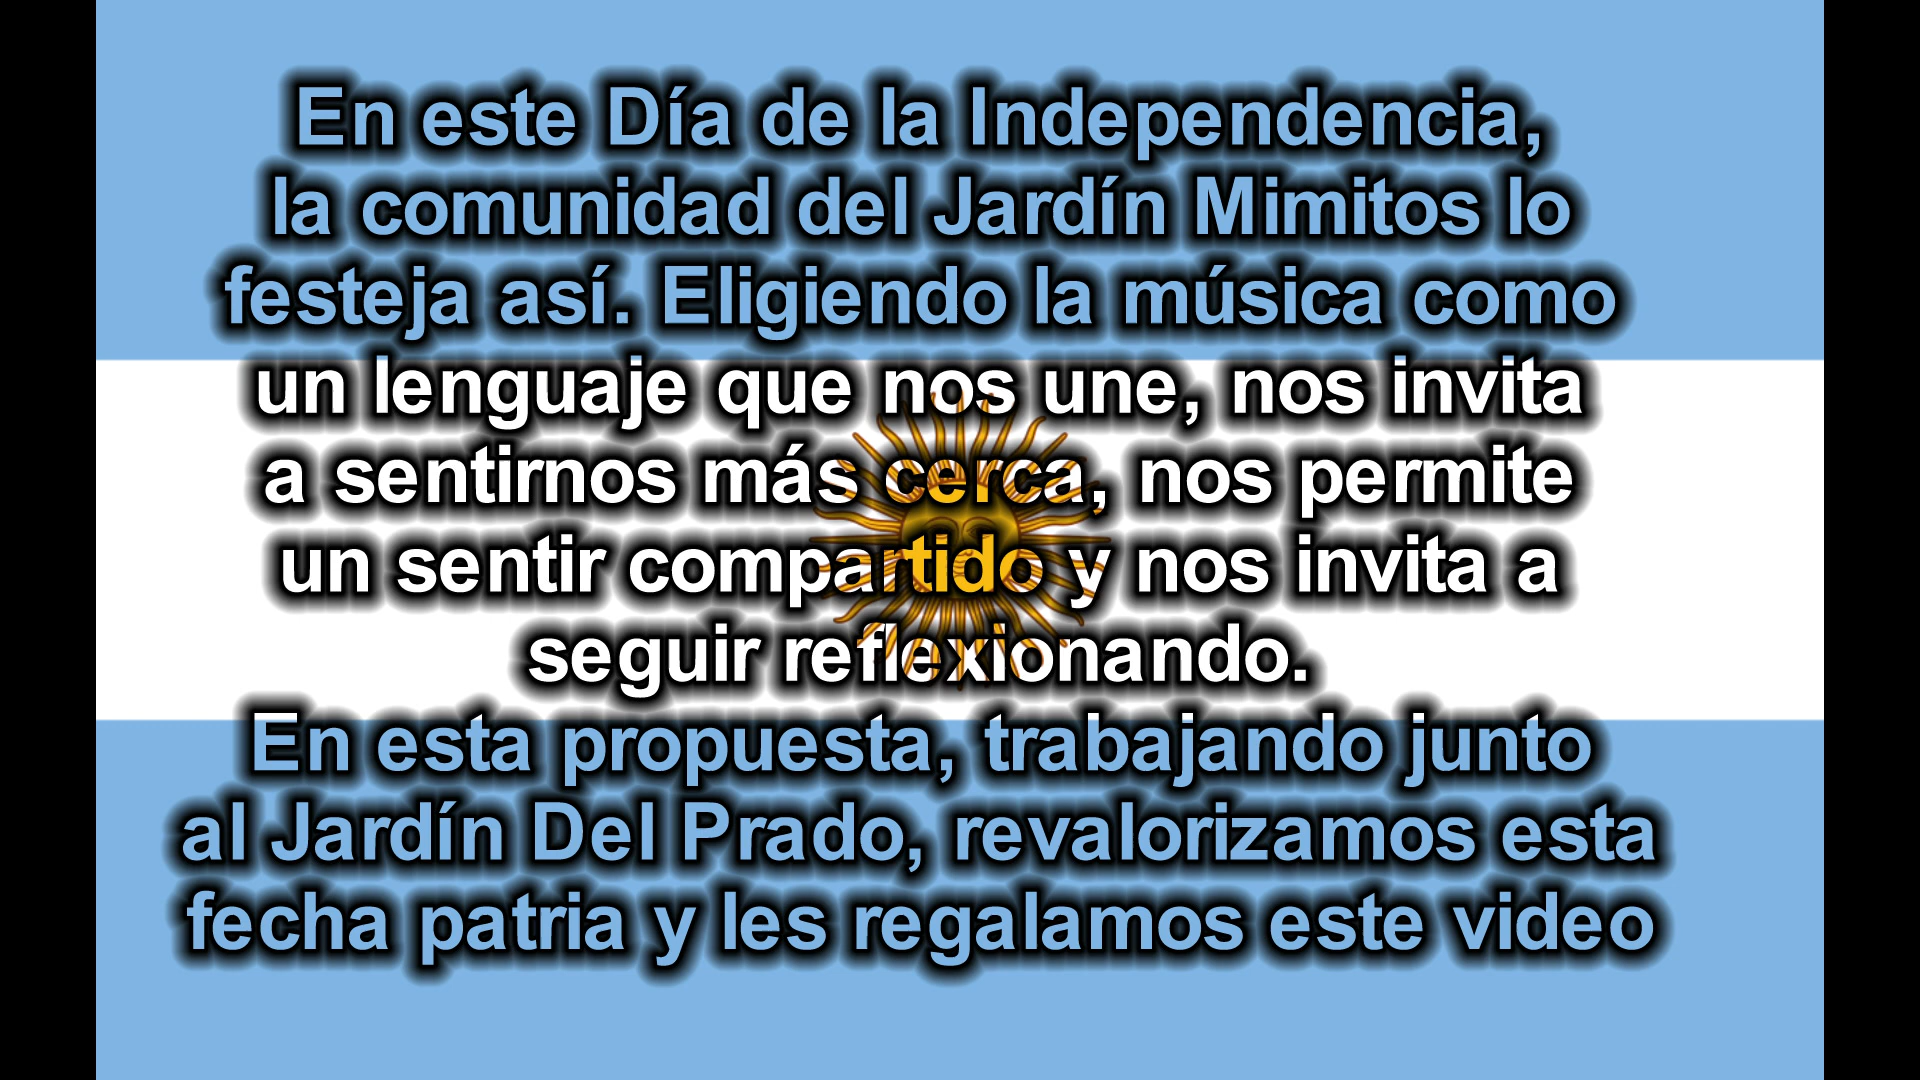 En este Día de la Independencia,
la comunidad del Jardín Mimitos lo
festeja así. Eligiendo la música como
un lenguaje que nos une, nos invita
a sentirnos más cerca, nos permite
un sentir compartido y nos invita a
seguir reflexionando.
En esta propuesta, trabajando junto
al Jardín Del Prado, revalorizamos esta
fecha patria y les regalamos este video